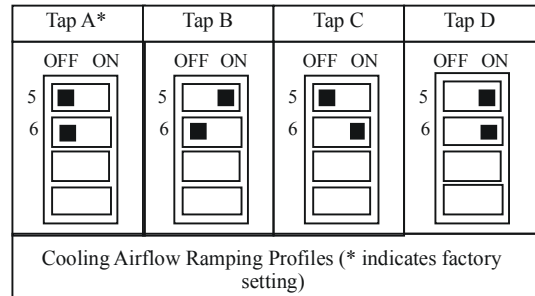 Tap A* Tap B Tap C Tap D
OFF ON OFF ON OFF ON OFF ON
5 5 5 5
6 6 6 6
Cooling Airflow Ramping Profiles (* indicates factory
setting)